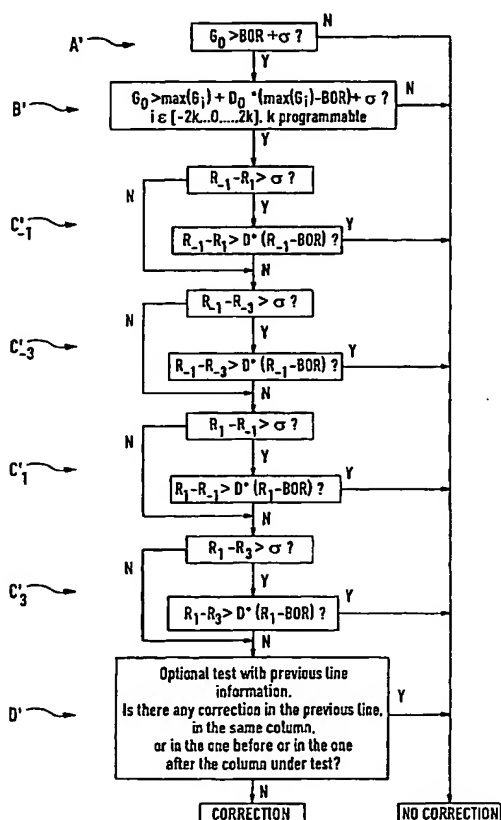 A'
G₀>BOR+σ?
N
Y
B'
G₀>max(Gᵢ)+D₀*(max(Gᵢ)-BOR)+σ?
i ε [-2k...0.....2k]. k programmable
N
Y
C'₋₁
R₋₁-R₁>σ?
N
Y
R₋₁-R₁>D*(R₋₁-BOR)?
Y
N
C'₋₃
R₋₁-R₋₃>σ?
N
Y
R₋₁-R₋₃>D*(R₋₁-BOR)?
Y
N
C'₁
R₁-R₋₁>σ?
N
Y
R₁-R₋₁>D*(R₁-BOR)?
Y
N
C'₃
R₁-R₃>σ?
N
Y
R₁-R₃>D*(R₁-BOR)?
Y
N
D'
Optional test with previous line
information.
Is there any correction in the previous line,
in the same column,
or in the one before or in the one
after the column under test?
Y
N
CORRECTION
NO CORRECTION